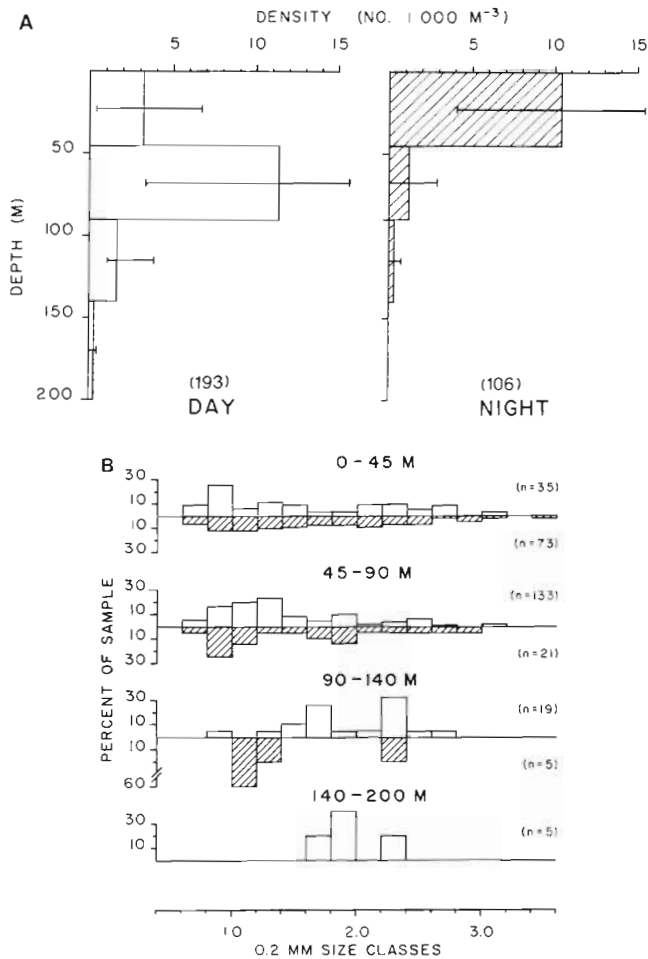 A
DENSITY (NO. 1 000 M⁻³)
5 10 15 5 10 15
DEPTH (M)
50
100
150
200
(193)
DAY
(106)
NIGHT
B
PERCENT OF SAMPLE
0-45 M
30
10
10
30
(n=35)
(n=73)
45-90 M
30
10
10
30
(n=133)
(n=21)
90-140 M
30
10
10
60
(n=19)
(n=5)
140-200 M
30
10
(n=5)
1.0 2.0 3.0
0.2 MM SIZE CLASSES